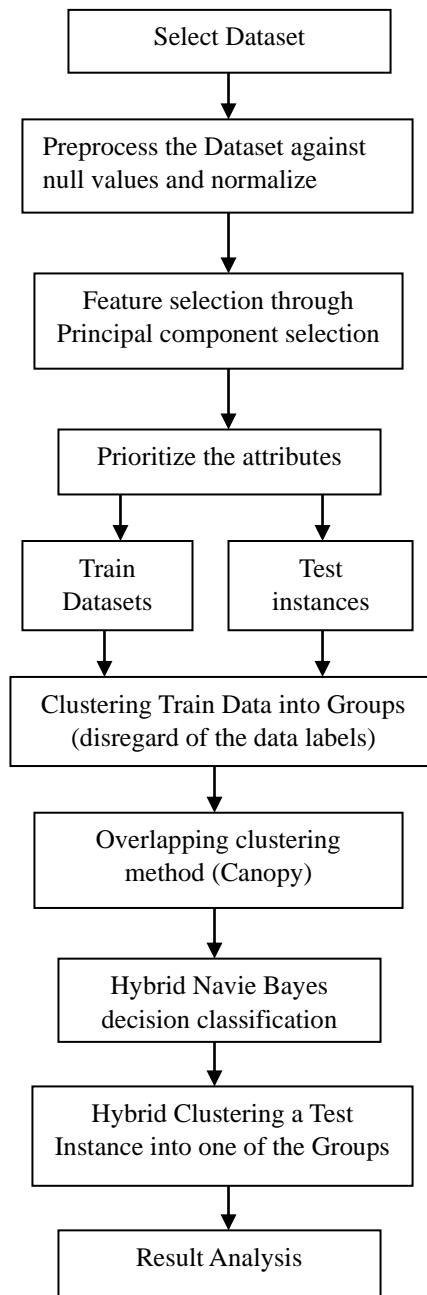 Select Dataset
Preprocess the Dataset against
null values and normalize
Feature selection through
Principal component selection
Prioritize the attributes
Train
Datasets
Test
instances
Clustering Train Data into Groups
(disregard of the data labels)
Overlapping clustering
method (Canopy)
Hybrid Navie Bayes
decision classification
Hybrid Clustering a Test
Instance into one of the Groups
Result Analysis